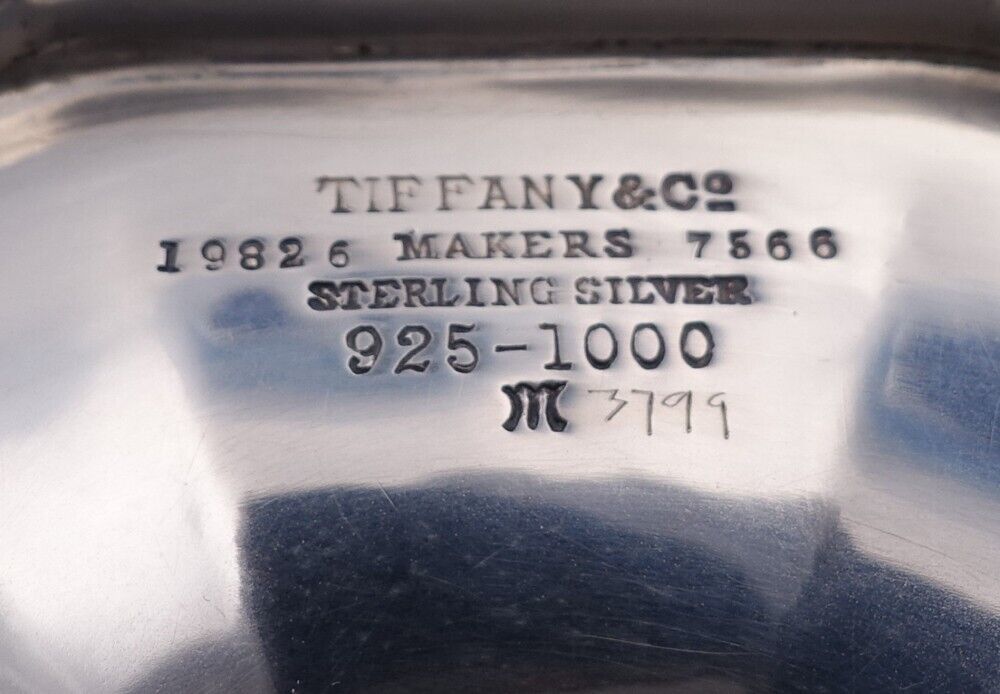 TIFFANY & Cº
19826 MAKERS 7566
STERLING SILVER
925-1000
M 3799